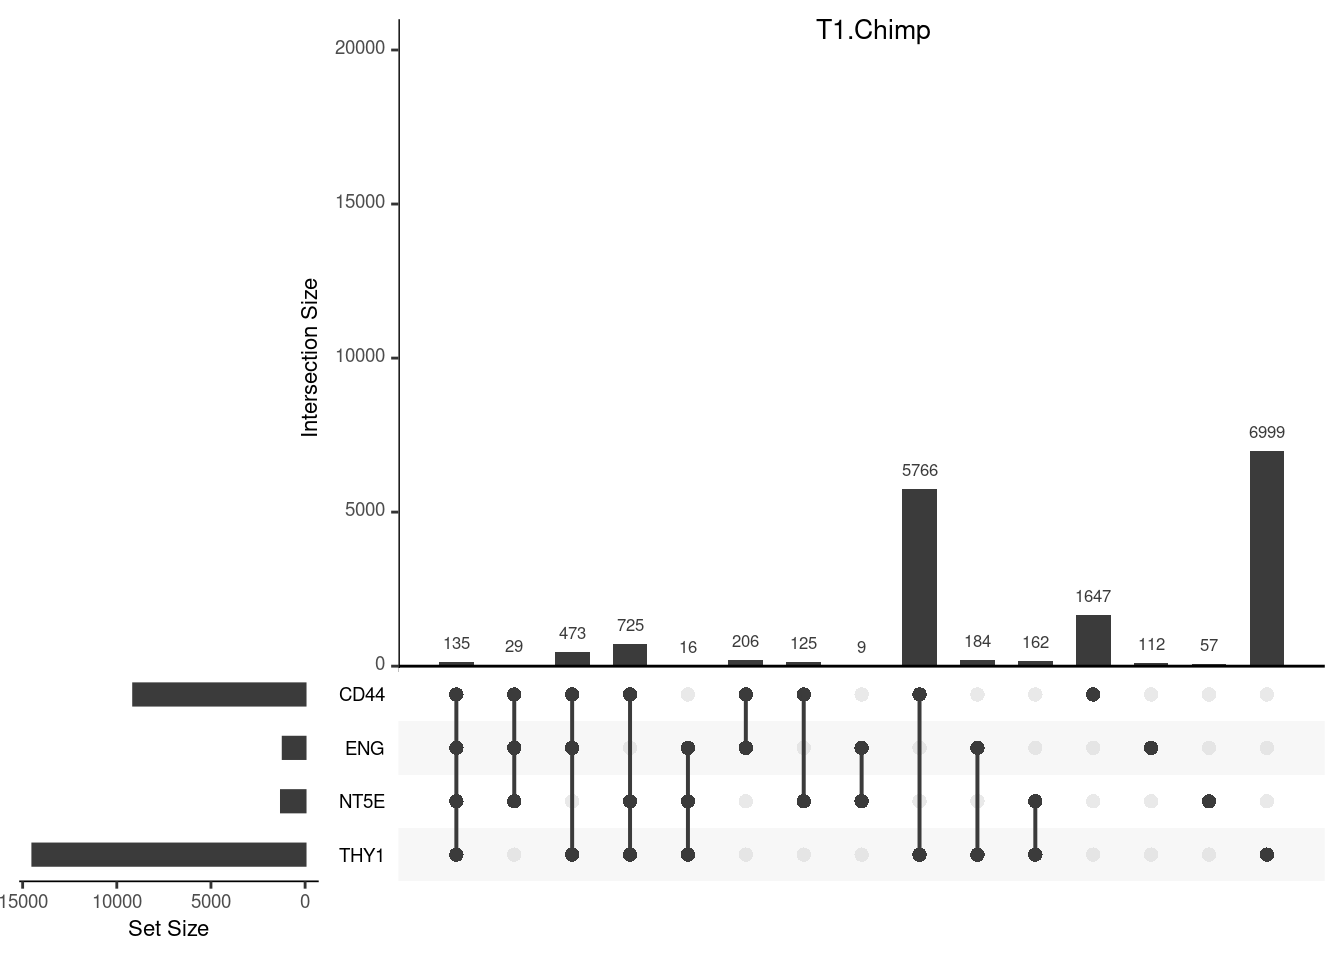 T1.Chimp
20000
15000
10000
5000
0
Intersection Size
135 29 473 725 16 206 125 9 5766 184 162 1647 112 57 6999
CD44
ENG
NT5E
THY1
15000 10000 5000 0
Set Size